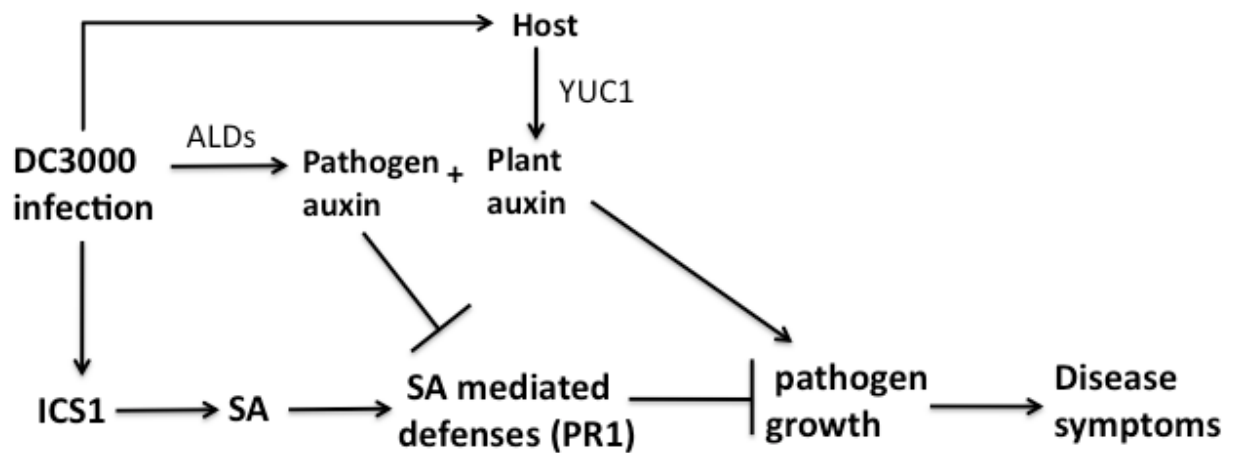 Host
YUC1
ALDs
DC3000
infection
Pathogen
auxin
+
Plant
auxin
ICS1
SA
SA mediated
defenses (PR1)
pathogen
growth
Disease
symptoms